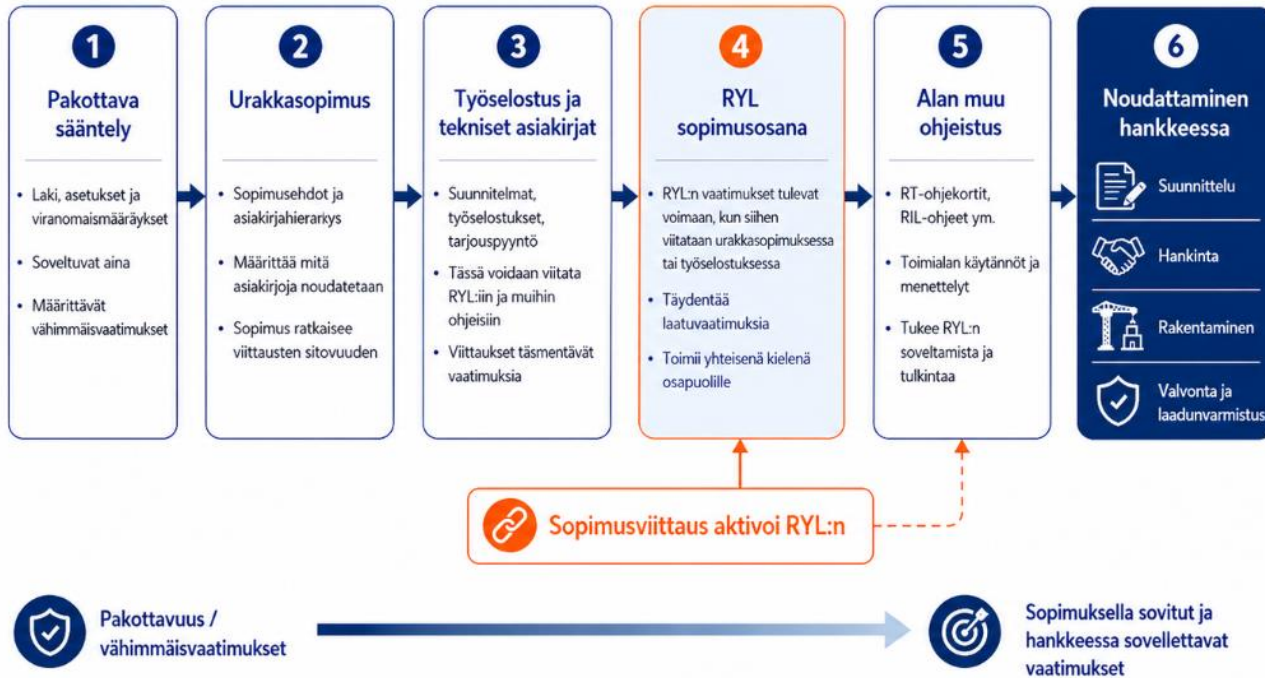 1
Pakottava
sääntely
• Laki, asetukset ja
viranomaismääräykset
• Soveltuvat aina
• Määrittävät
vähimmäisvaatimukset
2
Urakkasopimus
• Sopimusehdot ja
asiakirjahierarkys
• Määrittää mitä
asiakirjoja noudatetaan
• Sopimus ratkaisee
viittausten sitovuuden
3
Työselostus ja
tekniset asiakirjat
• Suunnitelmat,
työselostukset,
tarjouspyyntö
• Tässä voidaan viitata
RYL:iin ja muihin
ohjeisiin
• Viittaukset täsmentävät
vaatimuksia
4
RYL
sopimusosana
• RYL:n vaatimukset tulevat
voimaan, kun siihen
viitataan urakkasopimuksessa
tai työselostuksessa
• Täydentää
laatuvaatimuksia
• Toimii yhteisenä kielenä
osapuolille
5
Alan muu
ohjeistus
• RT-ohjekortit,
RIL-ohjeet ym.
• Toimialan käytännöt ja
menettelyt
• Tukee RYL:n
soveltamista ja
tulkintaa
6
Noudattaminen
hankkeessa
Suunnittelu
Hankinta
Rakentaminen
Valvonta ja
laadunvarmistus
Sopimusviittaus aktivoi RYL:n
Pakottavuus /
vähimmäisvaatimukset
Sopimuksella sovitut ja
hankkeessa sovellettavat
vaatimukset